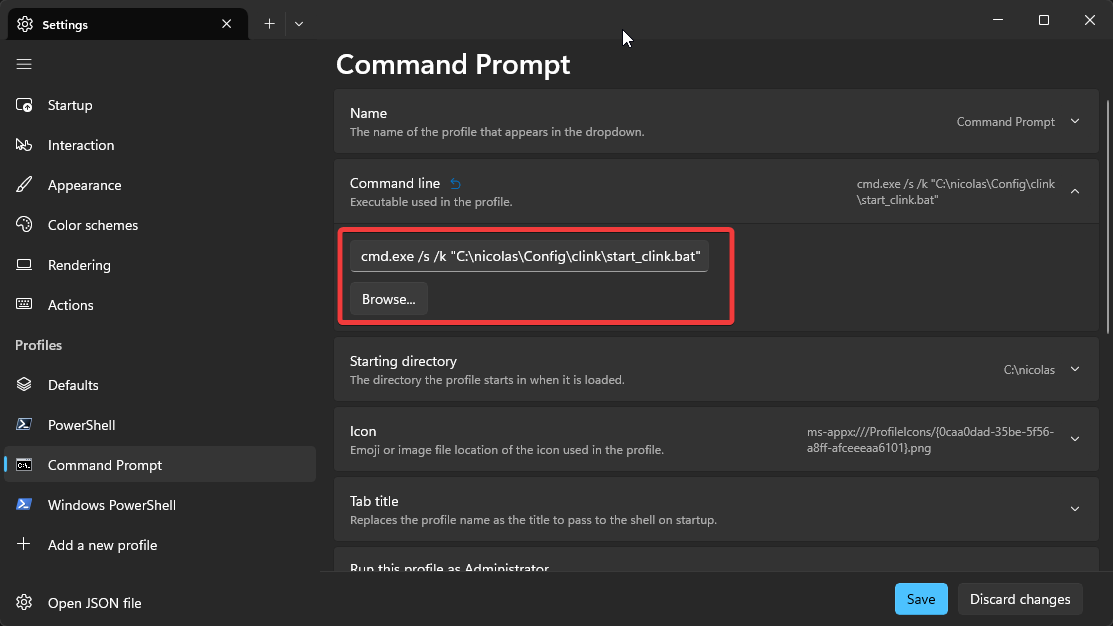 Settings
Command Prompt
Startup
Interaction
Appearance
Color schemes
Rendering
Actions
Profiles
Defaults
PowerShell
Command Prompt
Windows PowerShell
Add a new profile
Open JSON file
Name
The name of the profile that appears in the dropdown.
Command Prompt
Command line
Executable used in the profile.
cmd.exe /s /k "C:\nicolas\Config\clink
\start_clink.bat"
cmd.exe /s /k "C:\nicolas\Config\clink\start_clink.bat"
Browse...
Starting directory
The directory the profile starts in when it is loaded.
C:\nicolas
Icon
Emoji or image file location of the icon used in the profile.
ms-appx:///ProfileIcons/{0caa0dad-35be-5f56-
a8ff-afceeeaa6101}.png
Tab title
Replaces the profile name as the title to pass to the shell on startup.
Run this profile as Administrator
Save
Discard changes